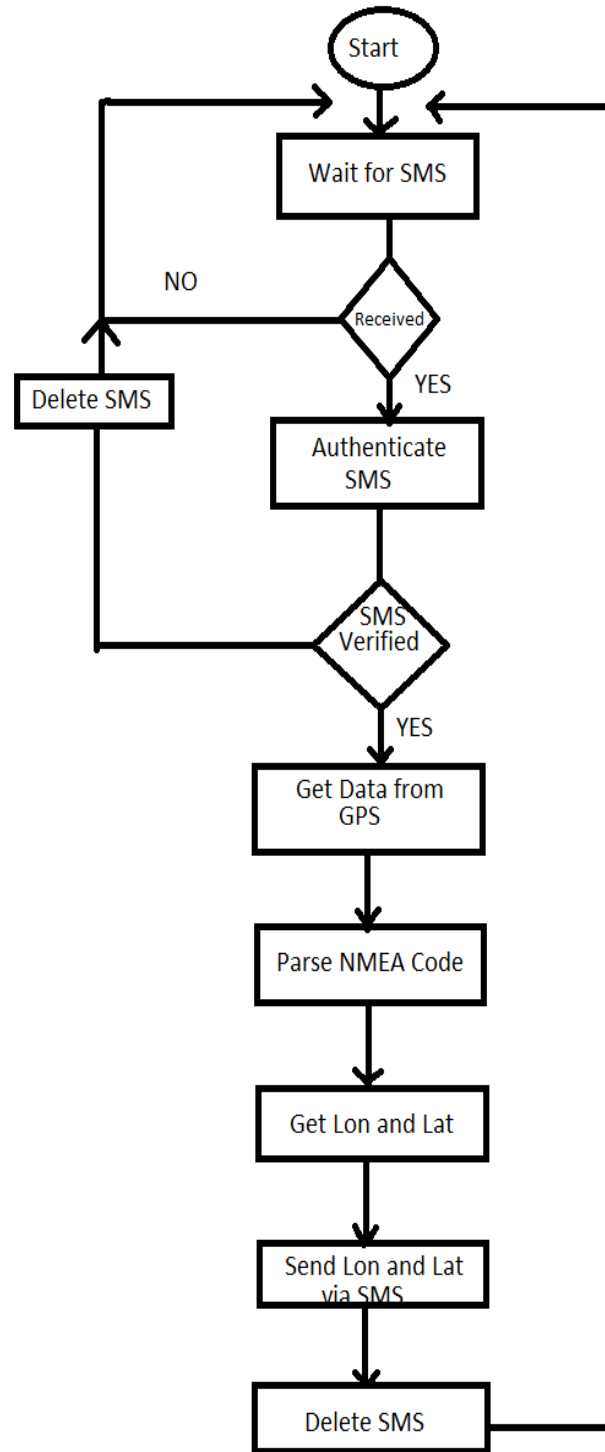 Start
Wait for SMS
NO
Received
YES
Delete SMS
Authenticate
SMS
SMS
Verified
YES
Get Data from
GPS
Parse NMEA Code
Get Lon and Lat
Send Lon and Lat
via SMS
Delete SMS